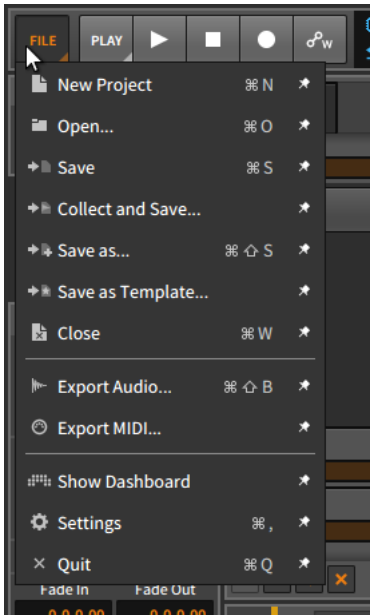 FILE PLAY W
New Project ⌘ N
Open... ⌘ O
Save ⌘ S
Collect and Save...
Save as... ⌘ ⇧ S
Save as Template...
Close ⌘ W
Export Audio... ⌘ ⇧ B
Export MIDI...
Show Dashboard
Settings ⌘ ,
Quit ⌘ Q
Fade In Fade Out